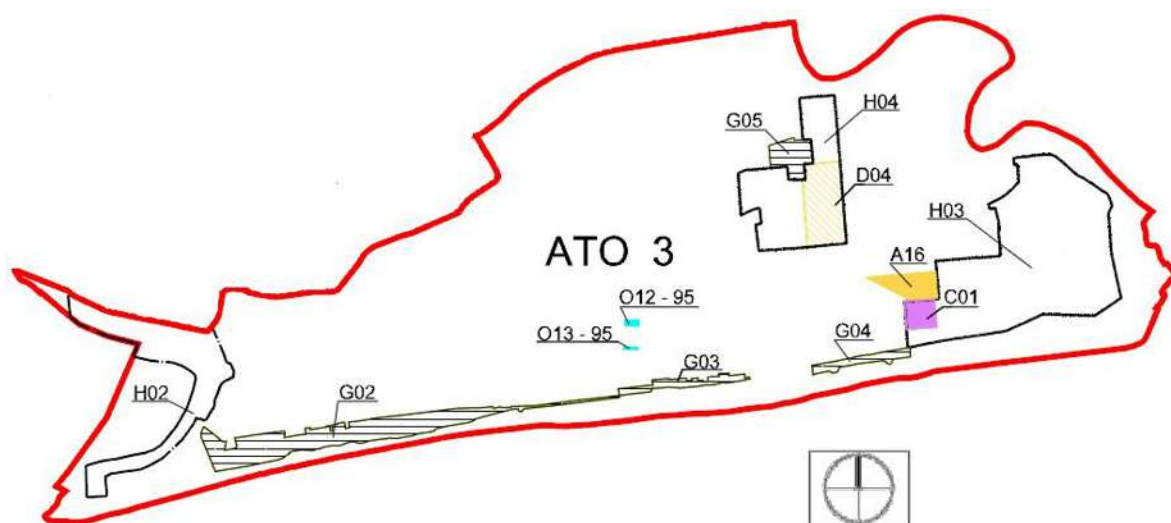 H04
G05
D04
H03
ATO 3
A16
O12 - 95
C01
O13 - 95
G04
G03
H02
G02